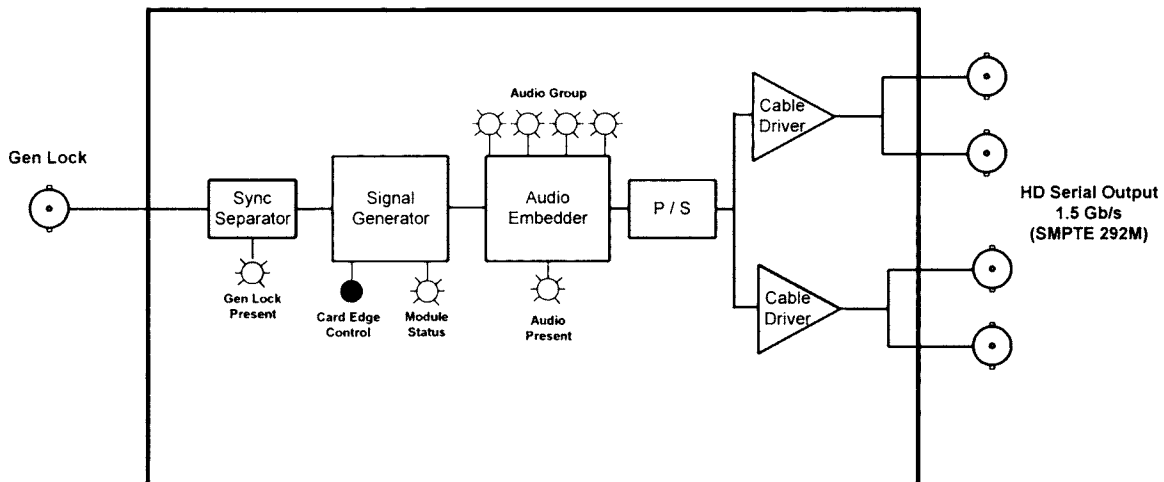 Gen Lock
Sync
Separator
Gen Lock
Present
Signal
Generator
Card Edge
Control
Module
Status
Audio Group
Audio
Embedder
Audio
Present
P / S
Cable
Driver
Cable
Driver
HD Serial Output
1.5 Gb/s
(SMPTE 292M)